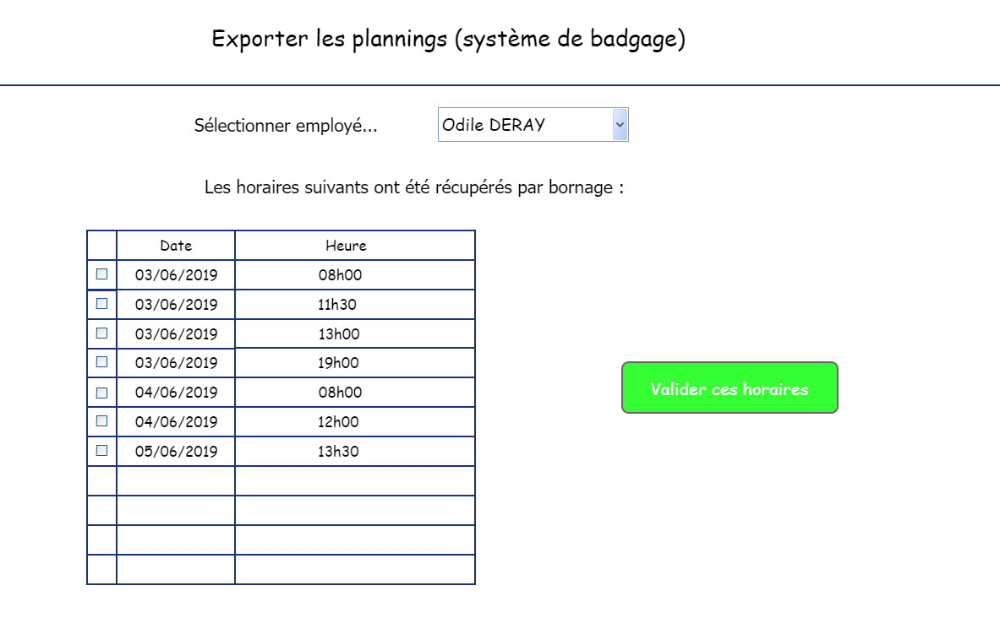 Exporter les plannings (système de badgage)
Sélectionner employé... Odile DERAY
Les horaires suivants ont été récupérés par bornage :
Date Heure
03/06/2019 08h00
03/06/2019 11h30
03/06/2019 13h00
03/06/2019 19h00
04/06/2019 08h00
04/06/2019 12h00
05/06/2019 13h30
Valider ces horaires